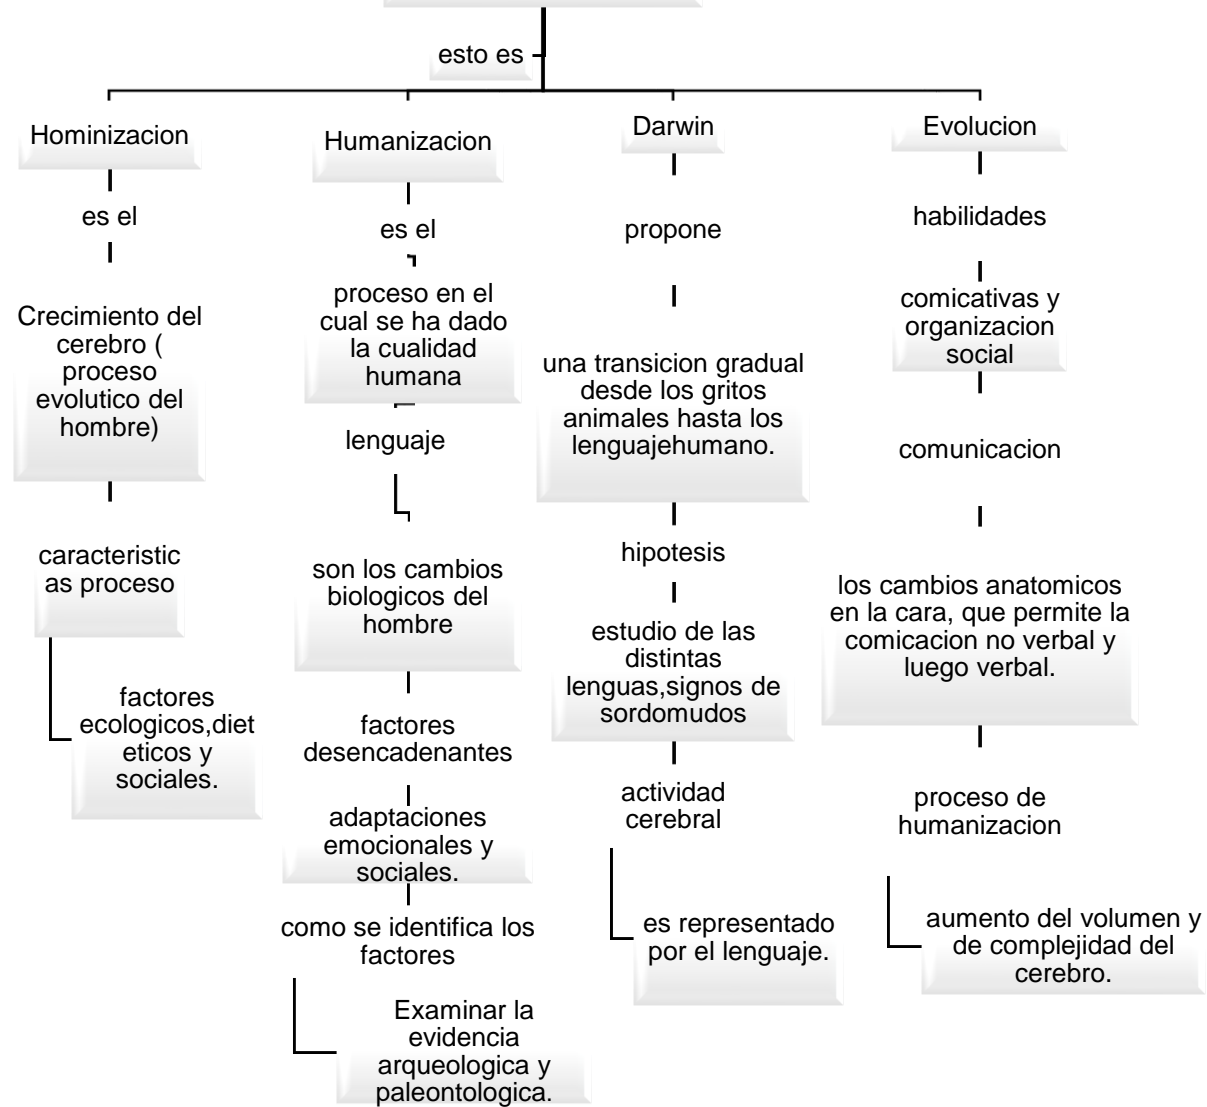 esto es
Hominizacion
es el
Crecimiento del
cerebro (
proceso
evolutico del
hombre)
caracteristic
as proceso
factores
ecologicos,diet
eticos y
sociales.
Humanizacion
es el
proceso en el
cual se ha dado
la cualidad
humana
lenguaje
son los cambios
biologicos del
hombre
factores
desencadenantes
adaptaciones
emocionales y
sociales.
como se identifica los
factores
Examinar la
evidencia
arqueologica y
paleontologica.
Darwin
propone
una transicion gradual
desde los gritos
animales hasta los
lenguajehumano.
hipotesis
estudio de las
distintas
lenguas,signos de
sordomudos
actividad
cerebral
es representado
por el lenguaje.
Evolucion
habilidades
comicativas y
organizacion
social
comunicacion
los cambios anatomicos
en la cara, que permite la
comicacion no verbal y
luego verbal.
proceso de
humanizacion
aumento del volumen y
de complejidad del
cerebro.